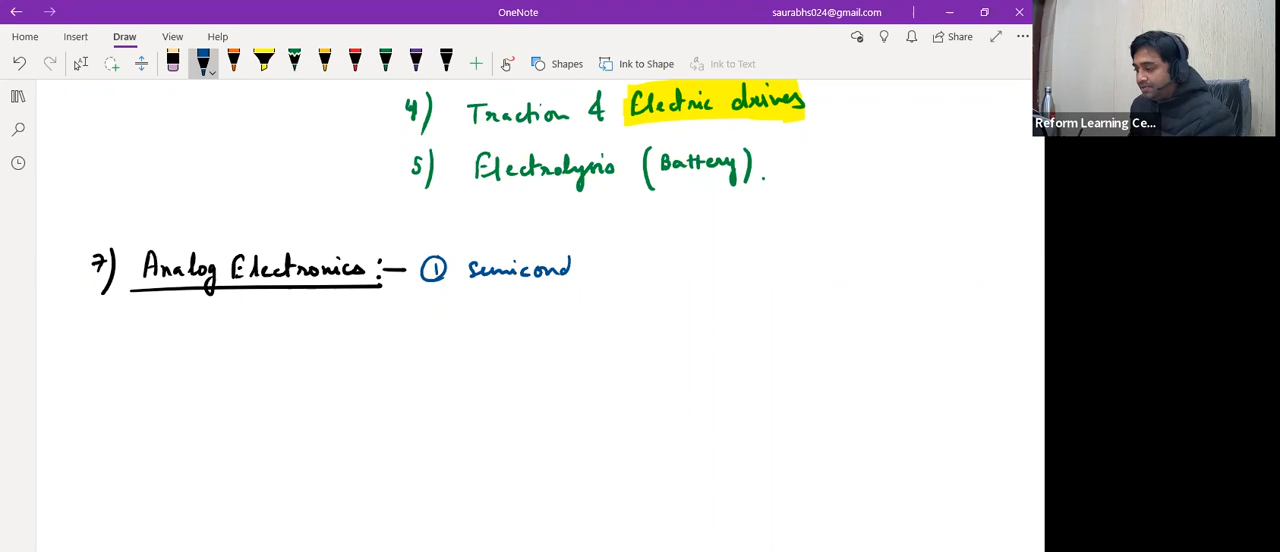 OneNote
saurabhs024@gmail.com
Home Insert Draw View Help
Share
Shapes Ink to Shape Ink to Text
4) Traction & Electric drives
5) Electrolysis (Battery).
7) Analog Electronics :— ① semicond
Reform Learning Ce...